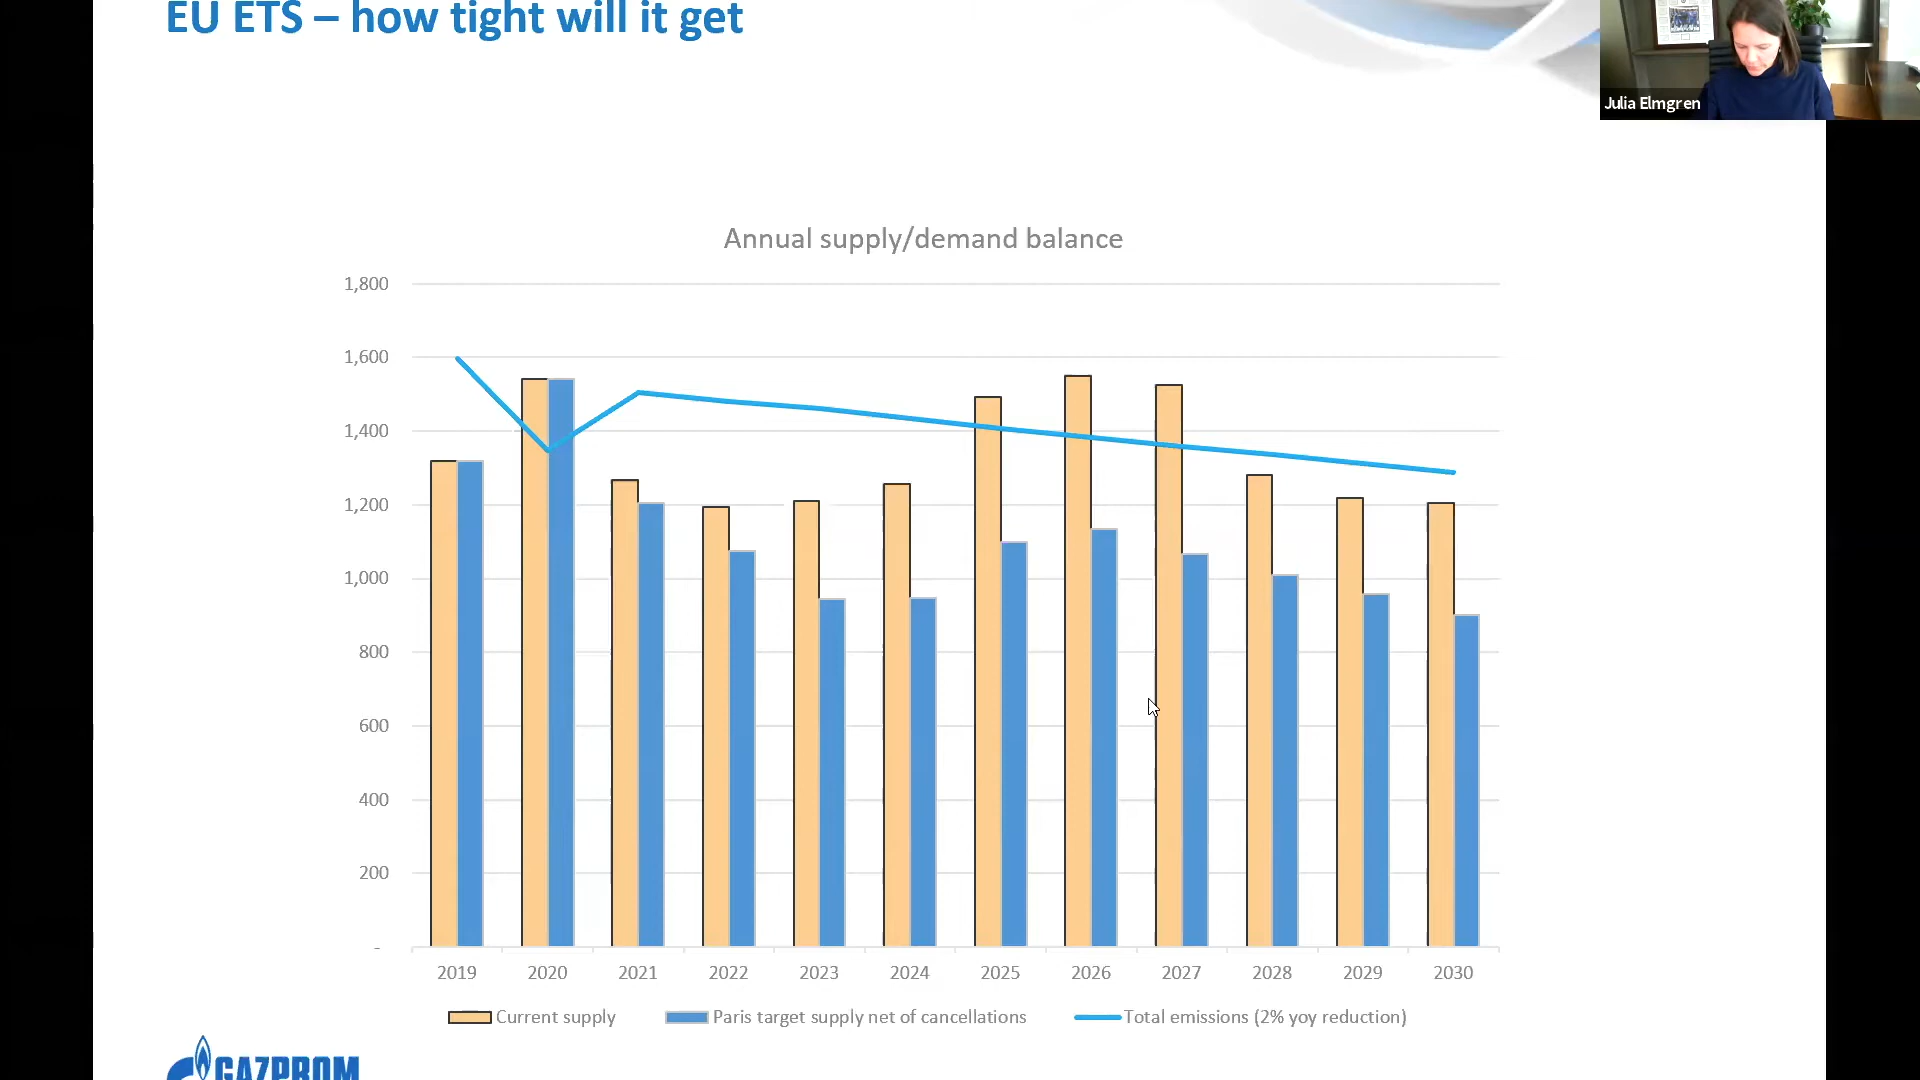 EU ETS – how tight will it get
Julia Elmgren
Annual supply/demand balance
1,800
1,600
1,400
1,200
1,000
800
600
400
200
-
2019 2020 2021 2022 2023 2024 2025 2026 2027 2028 2029 2030
Current supply Paris target supply net of cancellations Total emissions (2% yoy reduction)
GAZPROM